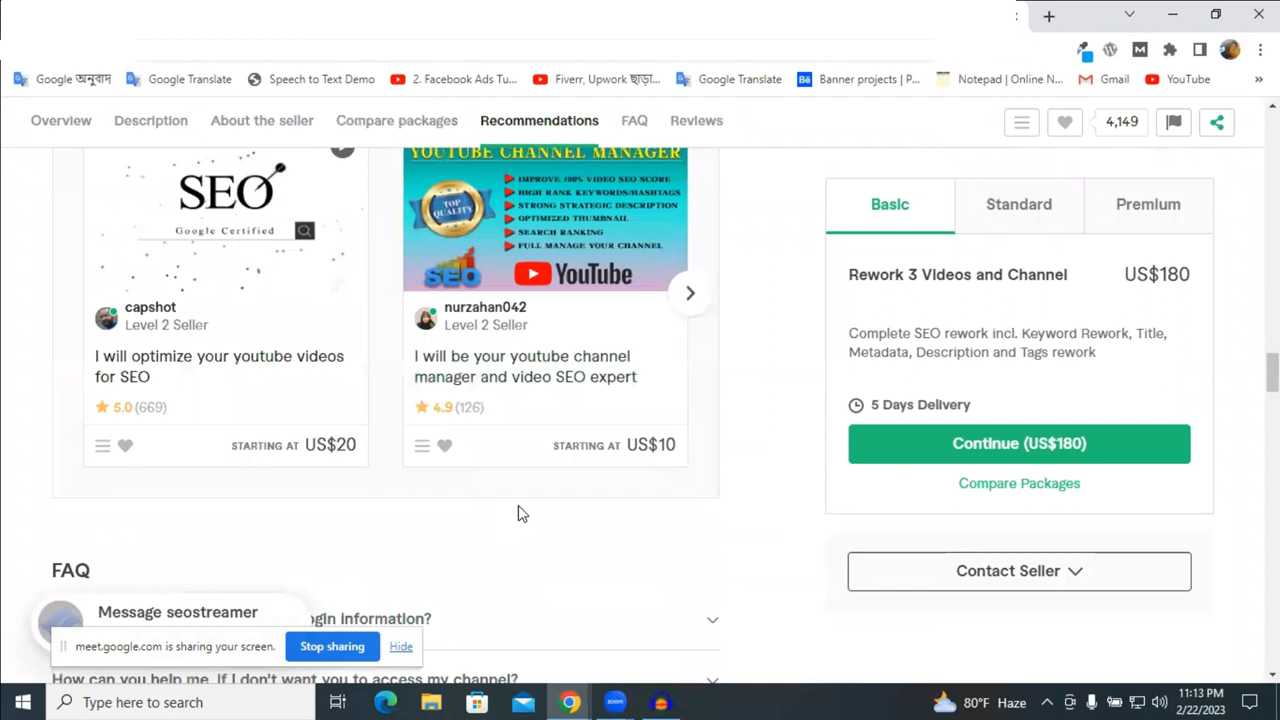 Google অনুবাদ
Google Translate
Speech to Text Demo
2. Facebook Ads Tu...
Fiverr, Upwork ছাড়া...
Google Translate
Bē
Banner projects | P...
Notepad | Online N...
Gmail
YouTube
»
Overview
Description
About the seller
Compare packages
Recommendations
FAQ
Reviews
4,149
SEO
Google Certified
capshot
Level 2 Seller
I will optimize your youtube videos
for SEO
5.0 (669)
STARTING AT US$20
YOUTUBE CHANNEL MANAGER
TOP
QUALITY
IMPROVE 100% VIDEO SEO SCORE
HIGH RANK KEYWORDS/HASHTAGS
STRONG STRATEGIC DESCRIPTION
OPTIMIZED THUMBNAIL
SEARCH RANKING
FULL MANAGE YOUR CHANNEL
SEO
YouTube
nurzahan042
Level 2 Seller
I will be your youtube channel
manager and video SEO expert
4.9 (126)
STARTING AT US$10
Basic
Standard
Premium
Rework 3 Videos and Channel US$180
Complete SEO rework incl. Keyword Rework, Title,
Metadata, Description and Tags rework
5 Days Delivery
Continue (US$180)
Compare Packages
Contact Seller
FAQ
Message seostreamer
ogin information?
meet.google.com is sharing your screen.
Stop sharing
Hide
How can you help me, If I don't want you to access my channel?
Type here to search
zoom
80°F Haze
11:13 PM
2/22/2023